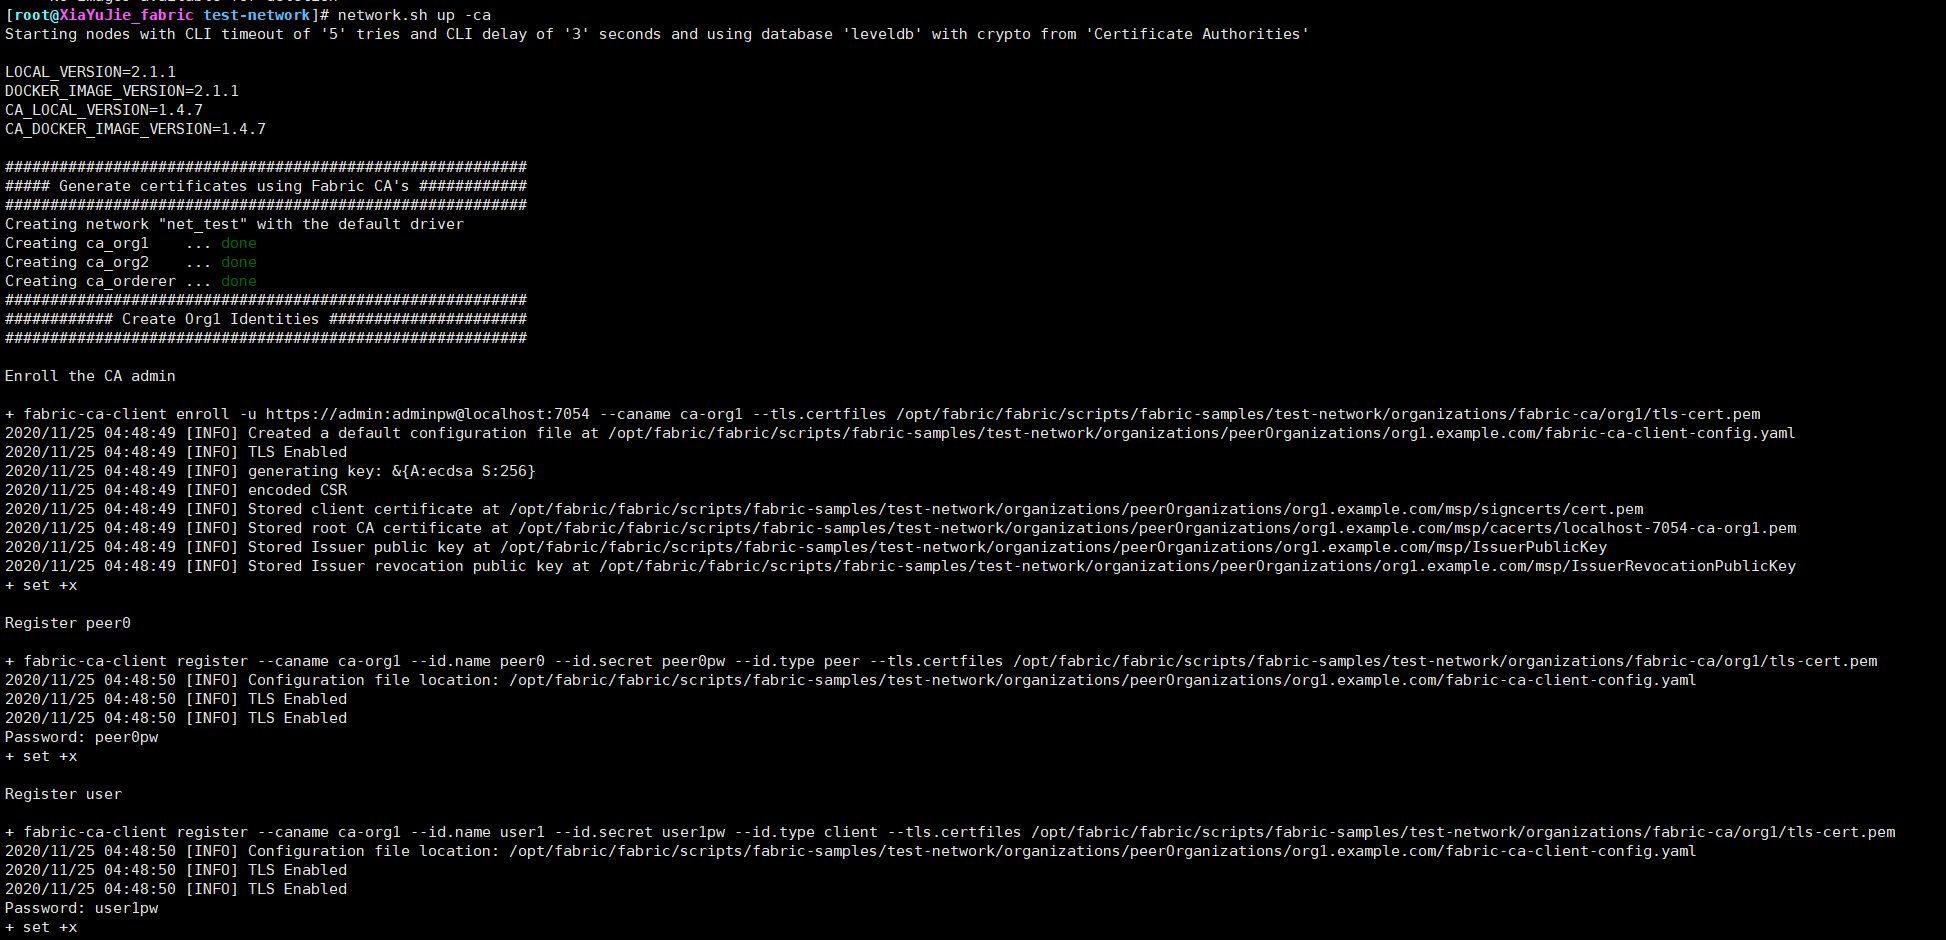 [root@XiaYuJie_fabric test-network]# network.sh up -ca
Starting nodes with CLI timeout of '5' tries and CLI delay of '3' seconds and using database 'leveldb' with crypto from 'Certificate Authorities'
LOCAL_VERSION=2.1.1
DOCKER_IMAGE_VERSION=2.1.1
CA_LOCAL_VERSION=1.4.7
CA_DOCKER_IMAGE_VERSION=1.4.7
##########################################################
##### Generate certificates using Fabric CA's ############
##########################################################
Creating network "net_test" with the default driver
Creating ca_org1    ... done
Creating ca_org2    ... done
Creating ca_orderer ... done
##########################################################
############ Create Org1 Identities ######################
##########################################################
Enroll the CA admin
+ fabric-ca-client enroll -u https://admin:adminpw@localhost:7054 --caname ca-org1 --tls.certfiles /opt/fabric/fabric/scripts/fabric-samples/test-network/organizations/fabric-ca/org1/tls-cert.pem
2020/11/25 04:48:49 [INFO] Created a default configuration file at /opt/fabric/fabric/scripts/fabric-samples/test-network/organizations/peerOrganizations/org1.example.com/fabric-ca-client-config.yaml
2020/11/25 04:48:49 [INFO] TLS Enabled
2020/11/25 04:48:49 [INFO] generating key: &{A:ecdsa S:256}
2020/11/25 04:48:49 [INFO] encoded CSR
2020/11/25 04:48:49 [INFO] Stored client certificate at /opt/fabric/fabric/scripts/fabric-samples/test-network/organizations/peerOrganizations/org1.example.com/msp/signcerts/cert.pem
2020/11/25 04:48:49 [INFO] Stored root CA certificate at /opt/fabric/fabric/scripts/fabric-samples/test-network/organizations/peerOrganizations/org1.example.com/msp/cacerts/localhost-7054-ca-org1.pem
2020/11/25 04:48:49 [INFO] Stored Issuer public key at /opt/fabric/fabric/scripts/fabric-samples/test-network/organizations/peerOrganizations/org1.example.com/msp/IssuerPublicKey
2020/11/25 04:48:49 [INFO] Stored Issuer revocation public key at /opt/fabric/fabric/scripts/fabric-samples/test-network/organizations/peerOrganizations/org1.example.com/msp/IssuerRevocationPublicKey
+ set +x
Register peer0
+ fabric-ca-client register --caname ca-org1 --id.name peer0 --id.secret peer0pw --id.type peer --tls.certfiles /opt/fabric/fabric/scripts/fabric-samples/test-network/organizations/fabric-ca/org1/tls-cert.pem
2020/11/25 04:48:50 [INFO] Configuration file location: /opt/fabric/fabric/scripts/fabric-samples/test-network/organizations/peerOrganizations/org1.example.com/fabric-ca-client-config.yaml
2020/11/25 04:48:50 [INFO] TLS Enabled
2020/11/25 04:48:50 [INFO] TLS Enabled
Password: peer0pw
+ set +x
Register user
+ fabric-ca-client register --caname ca-org1 --id.name user1 --id.secret user1pw --id.type client --tls.certfiles /opt/fabric/fabric/scripts/fabric-samples/test-network/organizations/fabric-ca/org1/tls-cert.pem
2020/11/25 04:48:50 [INFO] Configuration file location: /opt/fabric/fabric/scripts/fabric-samples/test-network/organizations/peerOrganizations/org1.example.com/fabric-ca-client-config.yaml
2020/11/25 04:48:50 [INFO] TLS Enabled
2020/11/25 04:48:50 [INFO] TLS Enabled
Password: user1pw
+ set +x